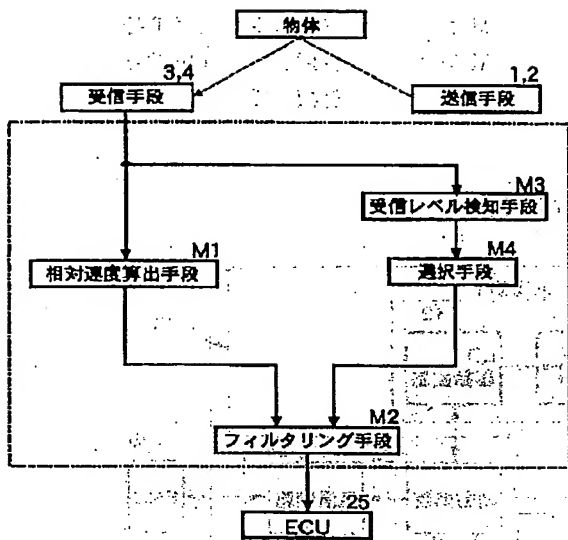 物体
3,4
受信手段
1,2
送信手段
M3
受信レベル検知手段
M1
相対速度算出手段
M4
選択手段
M2
フィルタリング手段
25
ECU